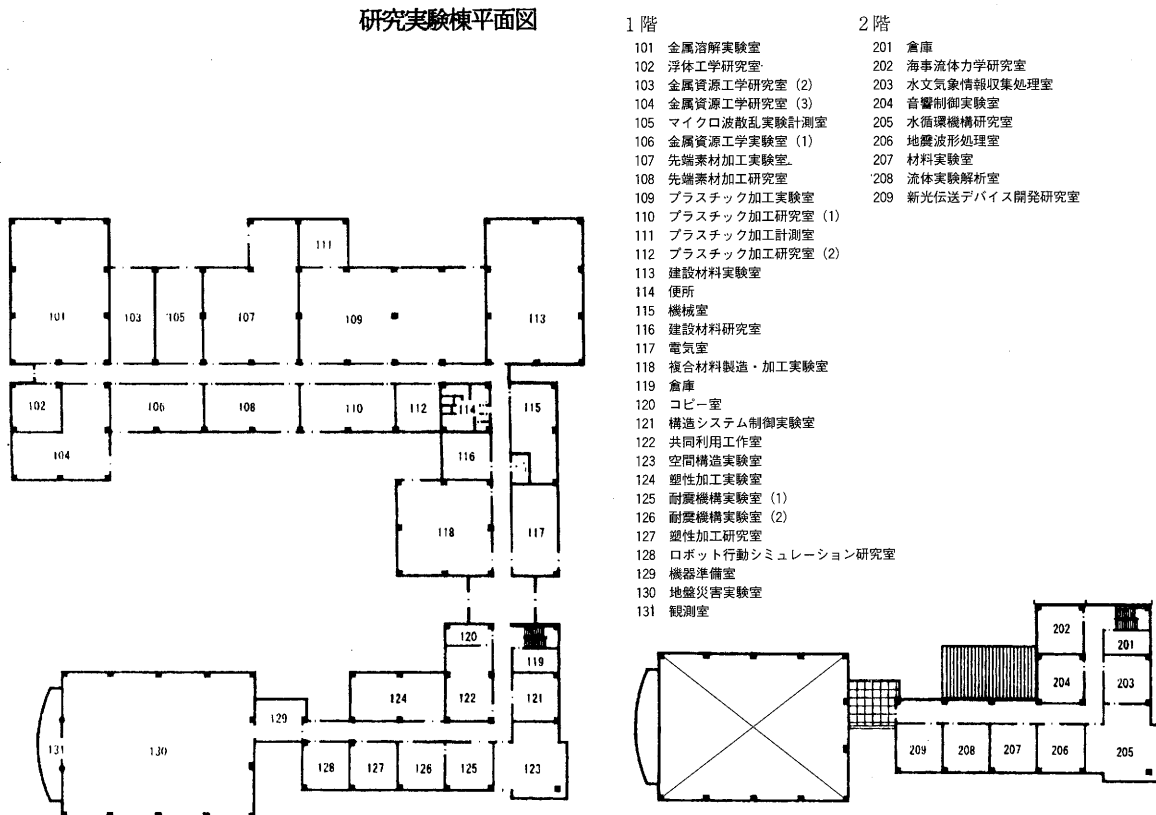 研究実験棟平面図
1階
101 金属溶解実験室
102 浮体工学研究室
103 金属資源工学研究室 (2)
104 金属資源工学研究室 (3)
105 マイクロ波散乱実験計測室
106 金属資源工学実験室 (1)
107 先端素材加工実験室
108 先端素材加工研究室
109 プラスチック加工実験室
110 プラスチック加工研究室 (1)
111 プラスチック加工計測室
112 プラスチック加工研究室 (2)
113 建設材料実験室
114 便所
115 機械室
116 建設材料研究室
117 電気室
118 複合材料製造・加工実験室
119 倉庫
120 コピー室
121 構造システム制御実験室
122 共同利用工作室
123 空間構造実験室
124 塑性加工実験室
125 耐震機構実験室 (1)
126 耐震機構実験室 (2)
127 塑性加工研究室
128 ロボット行動シミュレーション研究室
129 機器準備室
130 地盤災害実験室
131 観測室
2階
201 倉庫
202 海事流体力学研究室
203 水文気象情報収集処理室
204 音響制御実験室
205 水循環機構研究室
206 地震波形処理室
207 材料実験室
208 流体実験解析室
209 新光伝送デバイス開発研究室
111
101 103 105 107 109 113
102 106 108 110 112 114 115
104
116
118 117
120
119
124 122 121
129
131 130
128 127 126 125 123
202 201
204 203
209 208 207 206 205